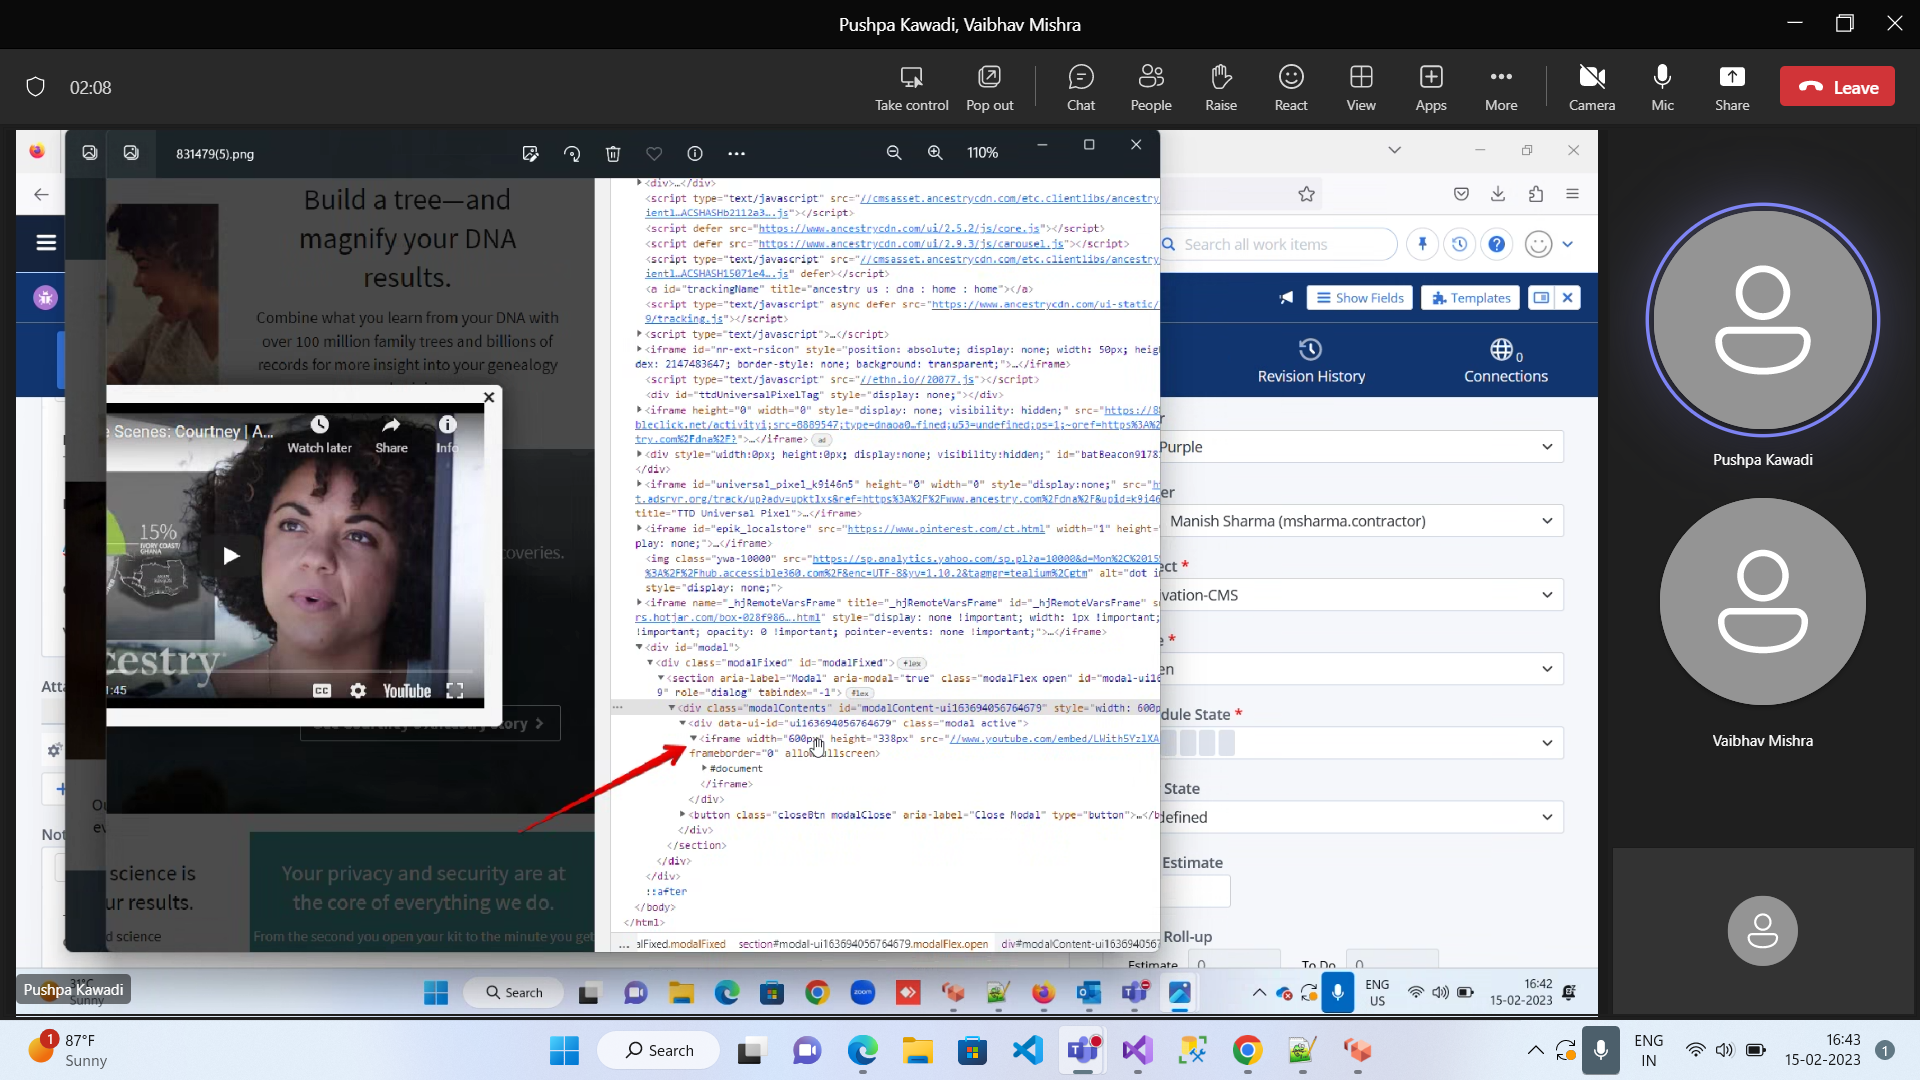 Pushpa Kawadi, Vaibhav Mishra
02:08
Take control
Pop out
Chat
People
Raise
React
View
Apps
More
Camera
Mic
Share
Leave
831479(5).png
110%
Build a tree—and
magnify your DNA
results.
Combine what you learn from your DNA with
over 100 million family trees and billions of
records for more insight into your genealogy
e Scenes: Courtney | A...
Watch later
Share
Info
15%
IVORY COAST/
GHANA
coveries.
cestry
1:45
CC
YouTube
See Courtney's DNA story
science is
ur results.
d science
Your privacy and security are at
the core of everything we do.
From the second you open your kit to the minute you get
<div>…</div>
<script type="text/javascript" src="//cmsasset.ancestrycdn.com/etc.clientlibs/ancestry
ientl…ACSHASHb2112a3...js"></script>
<script defer src="https://www.ancestrycdn.com/ui/2.5.2/js/core.js"></script>
<script defer src="https://www.ancestrycdn.com/ui/2.9.3/js/carousel.js"></script>
<script type="text/javascript" src="//cmsasset.ancestrycdn.com/etc.clientlibs/ancestry
ientl…ACSHASH15071e4...js" defer></script>
<a id="trackingName" title="ancestry us : dna : home : home"></a>
<script type="text/javascript" async defer src="https://www.ancestrycdn.com/ui-static/
9/tracking.js"></script>
<script type="text/javascript">…</script>
<iframe id="nr-ext-rsicon" style="position: absolute; display: none; width: 50px; heig
dex: 2147483647; border-style: none; background: transparent;">…</iframe>
<script type="text/javascript" src="//ethn.io//20077.js"></script>
<div id="ttdUniversalPixelTag" style="display: none;"></div>
<iframe height="0" width="0" style="display: none; visibility: hidden;" src="https://88
bleclick.net/activityi;src=8889547;type=dnaoa0…fined;u53=undefined;ps=1;~oref=https%3A%2
try.com%2Fdna%2F?">…</iframe> ad
<div style="width:0px; height:0px; display:none; visibility:hidden;" id="batBeacon9178
</div>
<iframe id="universal_pixel_k9i46n5" height="0" width="0" style="display:none;" src="ht
t.adsrvr.org/track/up?adv=upktlxs&ref=https%3A%2F%2Fwww.ancestry.com%2Fdna%2F&upid=k9i46
title="TTD Universal Pixel">…</iframe>
<iframe id="epik_localstore" src="https://www.pinterest.com/ct.html" width="1" height=
play: none;">…</iframe>
<img class="ywa-10000" src="https://sp.analytics.yahoo.com/sp.pl?a=10000&d=Mon%2C%2015
%3A%2F%2Fhub.accessible360.com%2F&enc=UTF-8&yv=1.10.2&tagmgr=tealium%2Cgtm" alt="dot i
style="display: none;">
<iframe name="_hjRemoteVarsFrame" title="_hjRemoteVarsFrame" id="_hjRemoteVarsFrame" s
rs.hotjar.com/box-028f986...html" style="display: none !important; width: 1px !important;
!important; opacity: 0 !important; pointer-events: none !important;">…</iframe>
<div id="modal">
<div class="modalFixed" id="modalFixed"> flex
<section aria-label="Modal" aria-modal="true" class="modalFlex open" id="modal-ui16
9" role="dialog" tabindex="-1"> flex
<div class="modalContents" id="modalContent-ui163694056764679" style="width: 600p
<div data-ui-id="ui163694056764679" class="modal active">
<iframe width="600px" height="338px" src="//www.youtube.com/embed/LWith5YzlXA
frameborder="0" allowfullscreen>
#document
</iframe>
</div>
<button class="closeBtn modalClose" aria-label="Close Modal" type="button">…</b
</div>
</section>
</div>
</div>
::after
</body>
</html>
... alFixed.modalFixed section#modal-ui163694056764679.modalFlex.open div#modalContent-ui16369405676
Search all work items
Show Fields
Templates
Revision History
0
Connections
r
Purple
er
Manish Sharma (msharma.contractor)
ect *
vation-CMS
e *
en
dule State *
State
defined
Estimate
Roll-up
Estimate 0
To Do 0
Att
Not
Pushpa Kawadi
Vaibhav Mishra
Pushpa Kawadi
31°C
Sunny
Search
zoom
ENG
US
16:42
15-02-2023
1
87°F
Sunny
Search
ENG
IN
16:43
15-02-2023
1